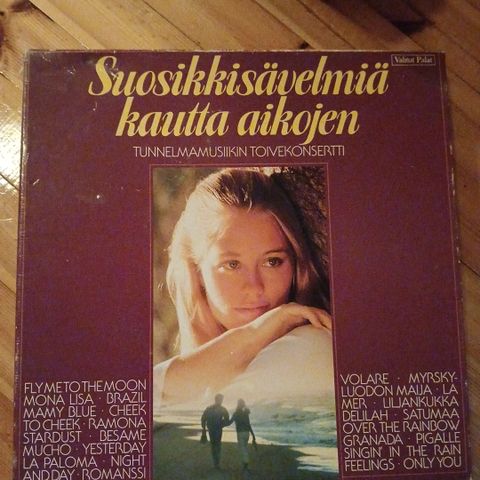 Valitut Palat
Suosikkisävelmiä
kautta aikojen
TUNNELMAMUSIIKIN TOIVEKONSERTTI
FLY ME TO THE MOON
MONA LISA · BRAZIL
MAMY BLUE · CHEEK
TO CHEEK · RAMONA
STARDUST · BESAME
MUCHO · YESTERDAY
LA PALOMA · NIGHT
AND DAY · ROMANSSI
VOLARE · MYRSKY-
LUODON MAIJA · LA
MER · LILJANKUKKA
DELILAH · SATUMAA
OVER THE RAINBOW
GRANADA · PIGALLE
SINGIN' IN THE RAIN
FEELINGS · ONLY YOU